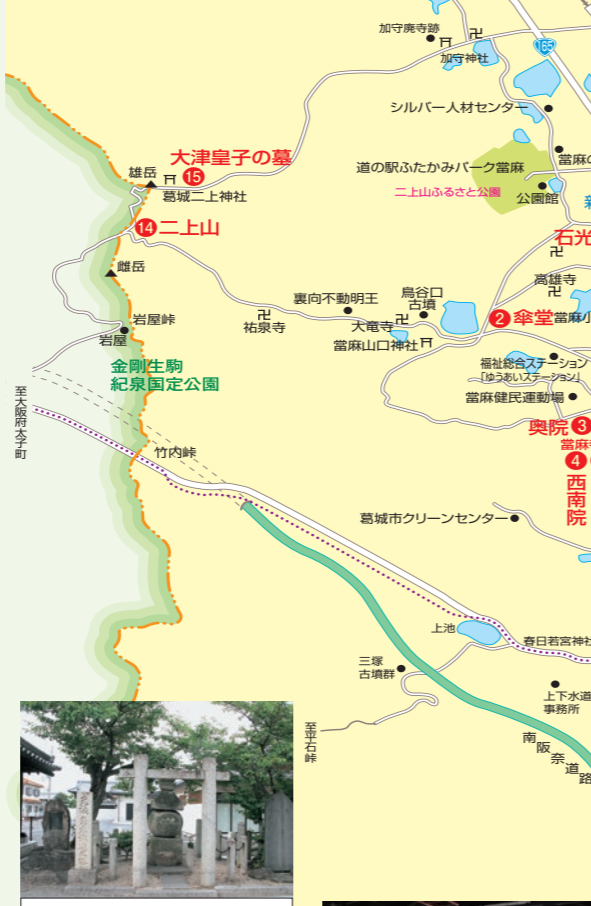 加守廃寺跡
加守神社
165
シルバー人材センター
道の駅ふたかみパーク當麻
二上山ふるさと公園
公園館
當麻の
新
大津皇子の墓
15
雄岳
葛城二上神社
14 二上山
雌岳
石光
高雄寺
裏向不動明王
鳥谷口
古墳
祐泉寺
大竜寺
當麻山口神社
2 傘堂
當麻小
岩屋峠
岩屋
金剛生駒
紀泉国定公園
福祉総合ステーション
「ゆうあいステーション」
當麻健民運動場
奥院 3
當麻寺
4
西南院
至大阪府太子町
竹内峠
葛城市クリーンセンター
上池
春日若宮神社
三塚
古墳群
上下水道
事務所
至平石峠
南阪奈道路